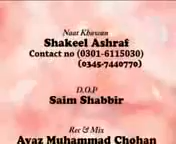 Naat Khawan
Shakeel Ashraf
Contact no (0301-6115030)
(0345-7440770)
D.O.P
Saim Shabbir
Rec & Mix
Ayaz Muhammad Chohan